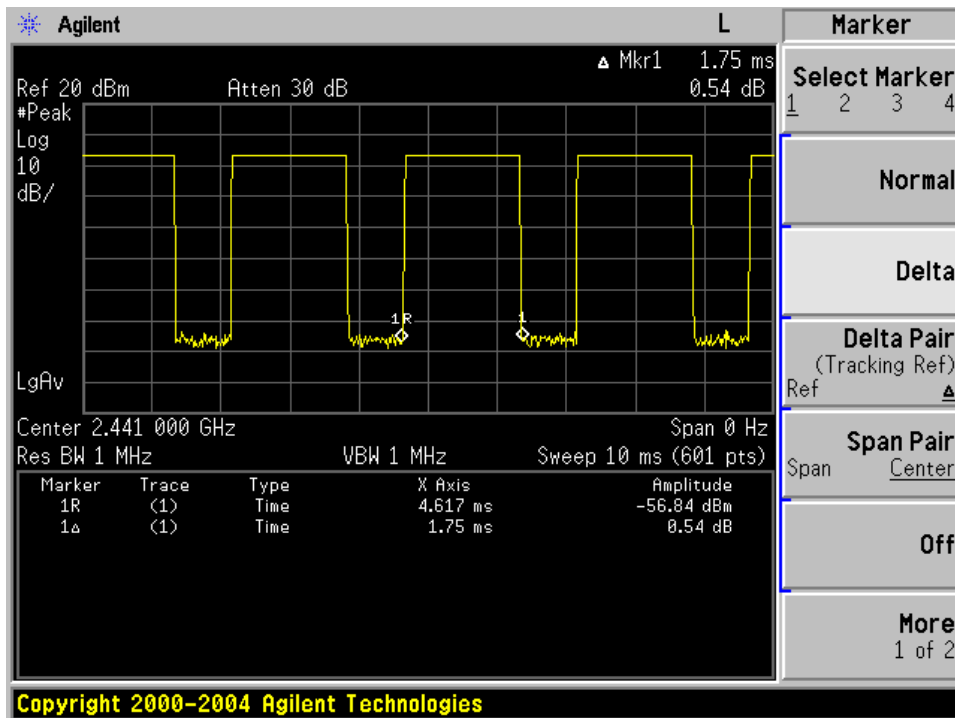 Agilent L
Marker
Δ Mkr1 1.75 ms
Ref 20 dBm Atten 30 dB 0.54 dB
#Peak
Log
10
dB/
1R 1
LgAv
Center 2.441 000 GHz Span 0 Hz
Res BW 1 MHz VBW 1 MHz Sweep 10 ms (601 pts)
Marker Trace Type X Axis Amplitude
1R (1) Time 4.617 ms -56.84 dBm
1Δ (1) Time 1.75 ms 0.54 dB
Select Marker
1 2 3 4
Normal
Delta
Delta Pair
(Tracking Ref)
Ref Δ
Span Pair
Span Center
Off
More
1 of 2
Copyright 2000-2004 Agilent Technologies